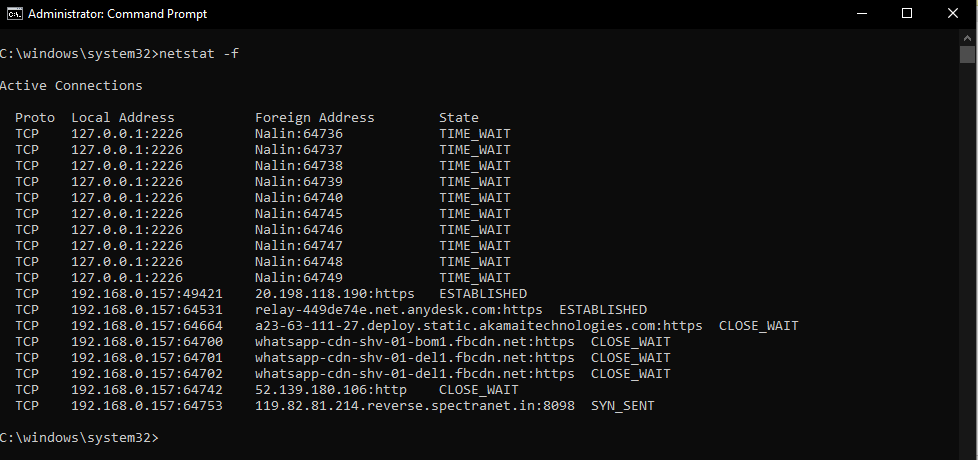 Administrator: Command Prompt
C:\windows\system32>netstat -f
Active Connections
Proto  Local Address          Foreign Address        State
TCP    127.0.0.1:2226         Nalin:64736            TIME_WAIT
TCP    127.0.0.1:2226         Nalin:64737            TIME_WAIT
TCP    127.0.0.1:2226         Nalin:64738            TIME_WAIT
TCP    127.0.0.1:2226         Nalin:64739            TIME_WAIT
TCP    127.0.0.1:2226         Nalin:64740            TIME_WAIT
TCP    127.0.0.1:2226         Nalin:64745            TIME_WAIT
TCP    127.0.0.1:2226         Nalin:64746            TIME_WAIT
TCP    127.0.0.1:2226         Nalin:64747            TIME_WAIT
TCP    127.0.0.1:2226         Nalin:64748            TIME_WAIT
TCP    127.0.0.1:2226         Nalin:64749            TIME_WAIT
TCP    192.168.0.157:49421    20.198.118.190:https   ESTABLISHED
TCP    192.168.0.157:64531    relay-449de74e.net.anydesk.com:https  ESTABLISHED
TCP    192.168.0.157:64664    a23-63-111-27.deploy.static.akamaitechnologies.com:https  CLOSE_WAIT
TCP    192.168.0.157:64700    whatsapp-cdn-shv-01-bom1.fbcdn.net:https  CLOSE_WAIT
TCP    192.168.0.157:64701    whatsapp-cdn-shv-01-del1.fbcdn.net:https  CLOSE_WAIT
TCP    192.168.0.157:64702    whatsapp-cdn-shv-01-del1.fbcdn.net:https  CLOSE_WAIT
TCP    192.168.0.157:64742    52.139.180.106:http    CLOSE_WAIT
TCP    192.168.0.157:64753    119.82.81.214.reverse.spectranet.in:8098  SYN_SENT
C:\windows\system32>